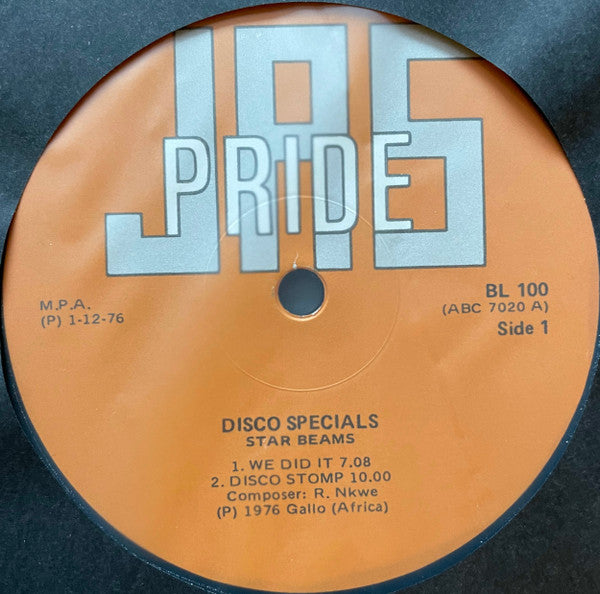 JAS
PRIDE
M.P.A.
(P) 1-12-76
BL 100
(ABC 7020 A)
Side 1
DISCO SPECIALS
STAR BEAMS
1. WE DID IT 7.08
2. DISCO STOMP 10.00
Composer: R. Nkwe
(P) 1976 Gallo (Africa)